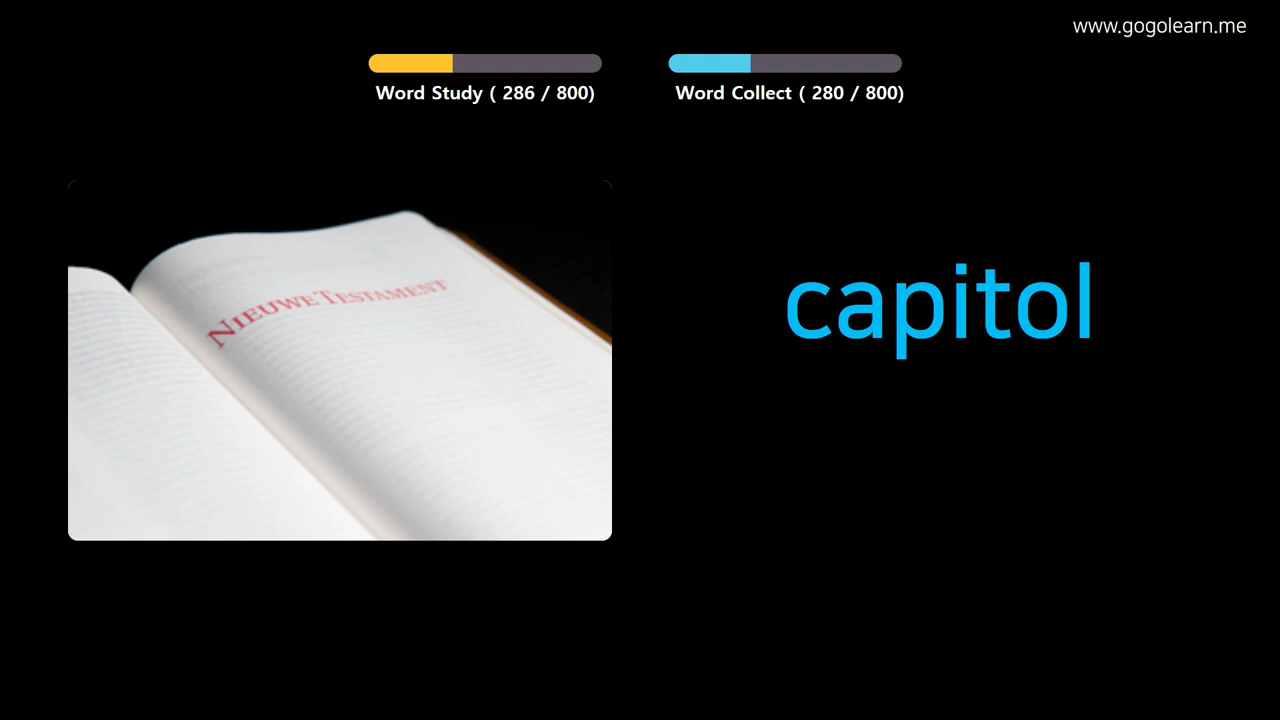 www.gogolearn.me
Word Study ( 286 / 800)
Word Collect ( 280 / 800)
NIEUWE TESTAMENT
capitol